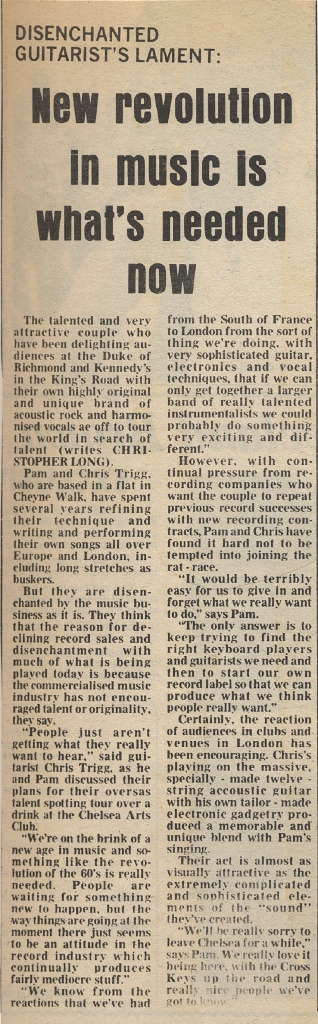 DISENCHANTED
GUITARIST'S LAMENT:
New revolution
in music is
what's needed
now
The talented and very
attractive couple who
have been delighting au-
diences at the Duke of
Richmond and Kennedy's
in the King's Road with
their own highly original
and unique brand of
acoustic rock and harmo-
nised vocals ae off to tour
the world in search of
talent (writes CHRI-
STOPHER LONG).
Pam and Chris Trigg,
who are based in a flat in
Cheyne Walk, have spent
several years refining
their technique and
writing and performing
their own songs all over
Europe and London, in-
cluding long stretches as
buskers.
But they are disen-
chanted by the music bu-
siness as it is. They think
that the reason for de-
clining record sales and
disenchantment with
much of what is being
played today is because
the commercialised music
industry has not encou-
raged talent or originality,
they say.
"People just aren't
getting what they really
want to hear," said gui-
tarist Chris Trigg, as he
and Pam discussed their
plans for their oversas
talent spotting tour over a
drink at the Chelsea Arts
Club.
"We're on the brink of a
new age in music and so-
mething like the revo-
lution of the 60's is really
needed. People are
waiting for something
new to happen, but the
way things are going at the
moment there just seems
to be an attitude in the
record industry which
continually produces
fairly mediocre stuff."
"We know from the
reactions that we've had
from the South of France
to London from the sort of
thing we're doing, with
very sophisticated guitar,
electronics and vocal
techniques, that if we can
only get together a larger
band of really talented
instrumentalists we could
probably do something
very exciting and dif-
ferent."
However, with con-
tinual pressure from re-
cording companies who
want the couple to repeat
previous record successes
with new recording con-
tracts, Pam and Chris have
found it hard not to be
tempted into joining the
rat - race.
"It would be terribly
easy for us to give in and
forget what we really want
to do," says Pam.
"The only answer is to
keep trying to find the
right keyboard players
and guitarists we need and
then to start our own
record label so that we can
produce what we think
people really want."
Certainly, the reaction
of audiences in clubs and
venues in London has
been encouraging. Chris's
playing on the massive,
specially - made twelve -
string accoustic guitar
with his own tailor - made
electronic gadgetry pro-
duced a memorable and
unique blend with Pam's
singing.
Their act is almost as
visually attractive as the
extremely complicated
and sophisticated ele-
ments of the "sound"
they've created.
"We'll be really sorry to
leave Chelsea for a while,"
says Pam. We really love it
being here, with the Cross
Keys up the road and
really nice people we've
got to know